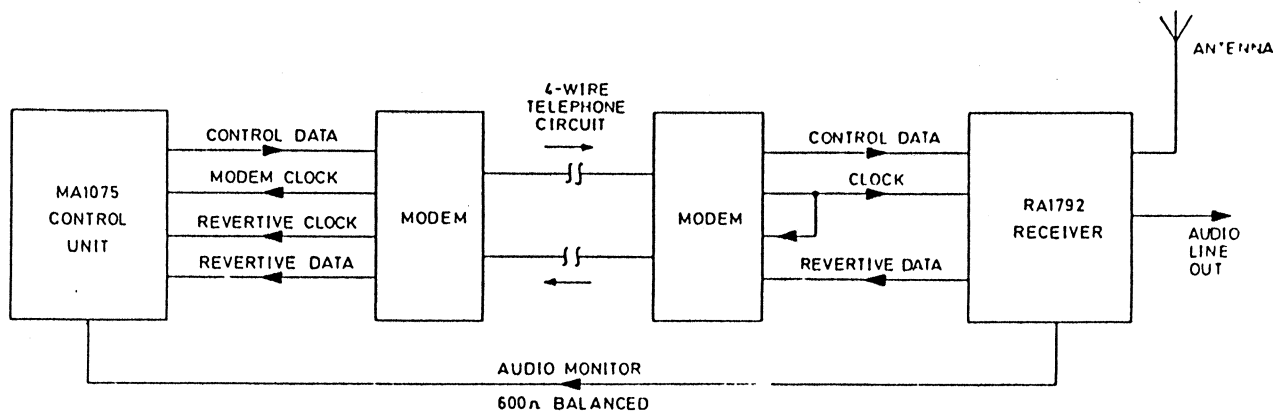 ANTENNA
4-WIRE
TELEPHONE
CIRCUIT
CONTROL DATA
MODEM CLOCK
REVERTIVE CLOCK
REVERTIVE DATA
MA1075
CONTROL
UNIT
MODEM
MODEM
CONTROL DATA
CLOCK
REVERTIVE DATA
RA1792
RECEIVER
AUDIO
LINE
OUT
AUDIO MONITOR
600Ω BALANCED